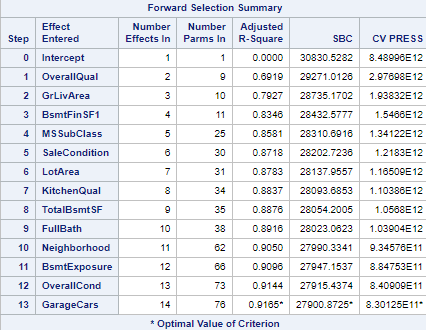 Forward Selection Summary
Step Effect Entered Number Effects In Number Parms In Adjusted R-Square SBC CV PRESS
0 Intercept 1 1 0.0000 30830.5282 8.48996E12
1 OverallQual 2 9 0.6919 29271.0126 2.97698E12
2 GrLivArea 3 10 0.7927 28735.1702 1.93832E12
3 BsmtFinSF1 4 11 0.8346 28432.5777 1.5466E12
4 MSSubClass 5 25 0.8581 28310.6916 1.34122E12
5 SaleCondition 6 30 0.8718 28202.7236 1.2183E12
6 LotArea 7 31 0.8783 28137.9557 1.16509E12
7 KitchenQual 8 34 0.8837 28093.6853 1.10386E12
8 TotalBsmtSF 9 35 0.8876 28054.2005 1.0568E12
9 FullBath 10 38 0.8916 28023.0623 1.03904E12
10 Neighborhood 11 62 0.9050 27990.3341 9.34576E11
11 BsmtExposure 12 66 0.9096 27947.1537 8.84753E11
12 OverallCond 13 73 0.9144 27915.4374 8.40909E11
13 GarageCars 14 76 0.9165* 27900.8725* 8.30125E11*
* Optimal Value of Criterion